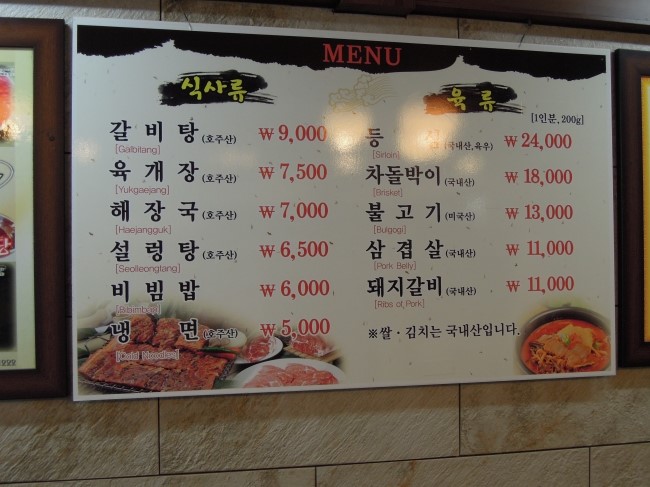 MENU
식사류
갈비탕 (호주산) ₩ 9,000
[Galbitang]
육개장 (호주산) ₩ 7,500
[Yukgaejang]
해장국 (호주산) ₩ 7,000
[Haejangguk]
설렁탕 (호주산) ₩ 6,500
[Seolleongtang]
비빔밥 ₩ 6,000
[Bibimbap]
냉면 (호주산) ₩ 5,000
[Cold Noodles]
육류
[1인분, 200g]
등심 (국내산,육우) ₩ 24,000
[Sirloin]
차돌박이 (국내산) ₩ 18,000
[Brisket]
불고기 (미국산) ₩ 13,000
[Bulgogi]
삼겹살 (국내산) ₩ 11,000
[Pork Belly]
돼지갈비 (국내산) ₩ 11,000
[Ribs of Pork]
※쌀·김치는 국내산입니다.